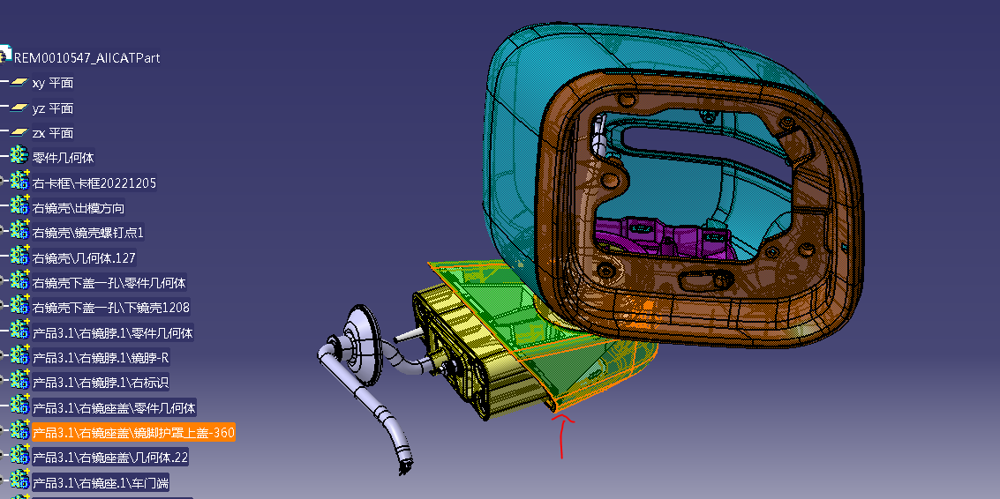 REM0010547_AllCATPart
xy 平面
yz 平面
zx 平面
零件几何体
右卡框\卡框20221205
右镜壳\出模方向
右镜壳\镜壳螺钉点1
右镜壳\几何体.127
右镜壳下盖一孔\零件几何体
右镜壳下盖一孔\下镜壳1208
产品3.1\右镜脖.1\零件几何体
产品3.1\右镜脖.1\镜脖-R
产品3.1\右镜脖.1\右标识
产品3.1\右镜座盖\零件几何体
产品3.1\右镜座盖\镜脚护罩上盖-360
产品3.1\右镜座盖\几何体.22
产品3.1\右镜座.1\车门端